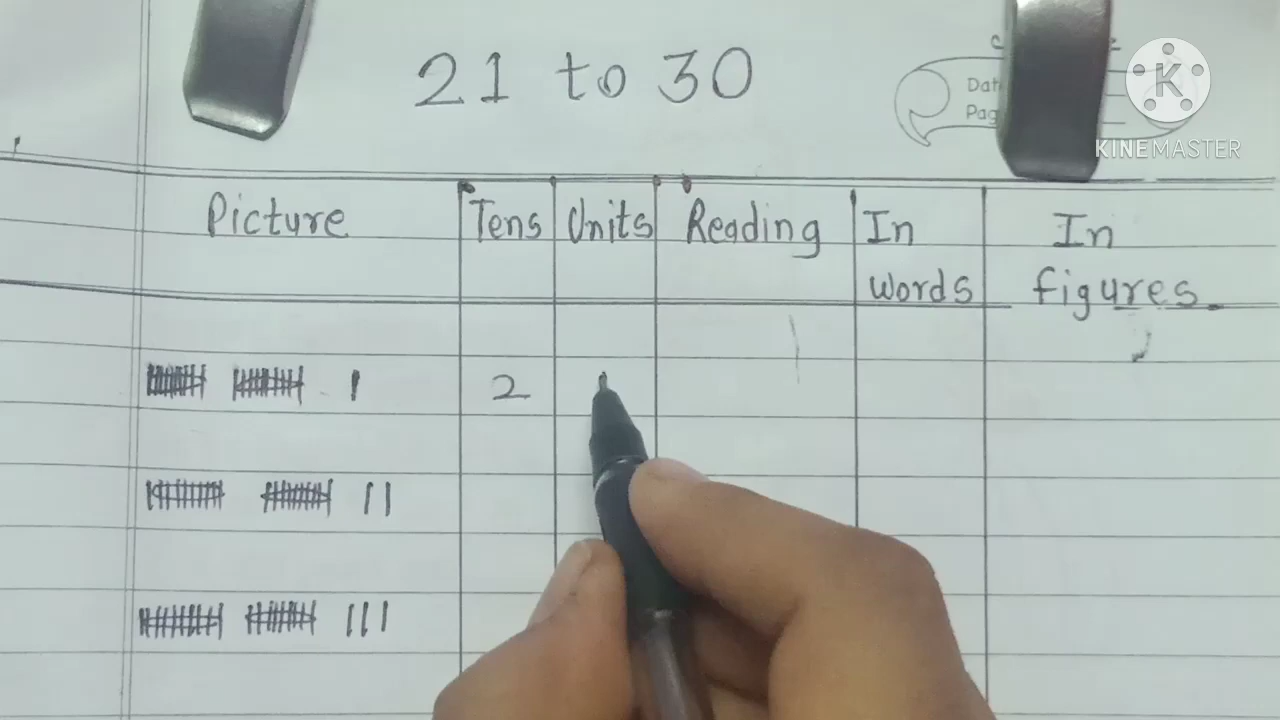 21 to 30
Dat
Pag
K
KINEMASTER
Picture Tens Units Reading In words In figures.
2